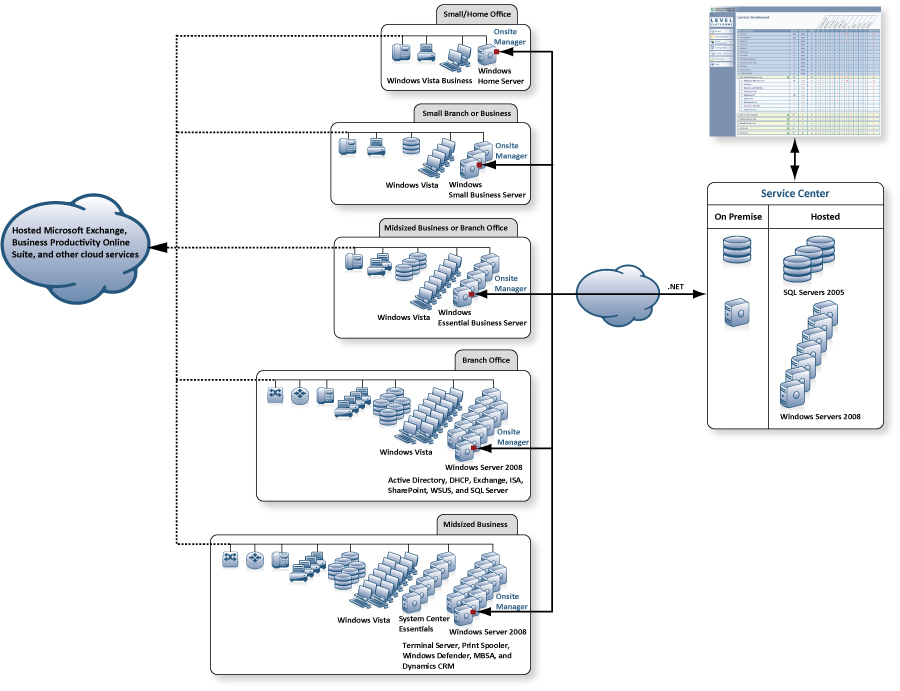 Small/Home Office
Onsite
Manager
Windows Vista Business
Windows
Home Server
Small Branch or Business
Onsite
Manager
Windows Vista
Windows
Small Business Server
Midsized Business or Branch Office
Onsite
Manager
Windows Vista
Windows
Essential Business Server
Branch Office
Onsite
Manager
Windows Vista
Windows Server 2008
Active Directory, DHCP, Exchange, ISA,
SharePoint, WSUS, and SQL Server
Midsized Business
Onsite
Manager
Windows Vista
System Center
Essentials
Windows Server 2008
Terminal Server, Print Spooler,
Windows Defender, MBSA, and
Dynamics CRM
Hosted Microsoft Exchange,
Business Productivity Online
Suite, and other cloud services
.NET
LEVEL
PLATFORMS
Service Dashboard
Service Center
On Premise
Hosted
SQL Servers 2005
Windows Servers 2008